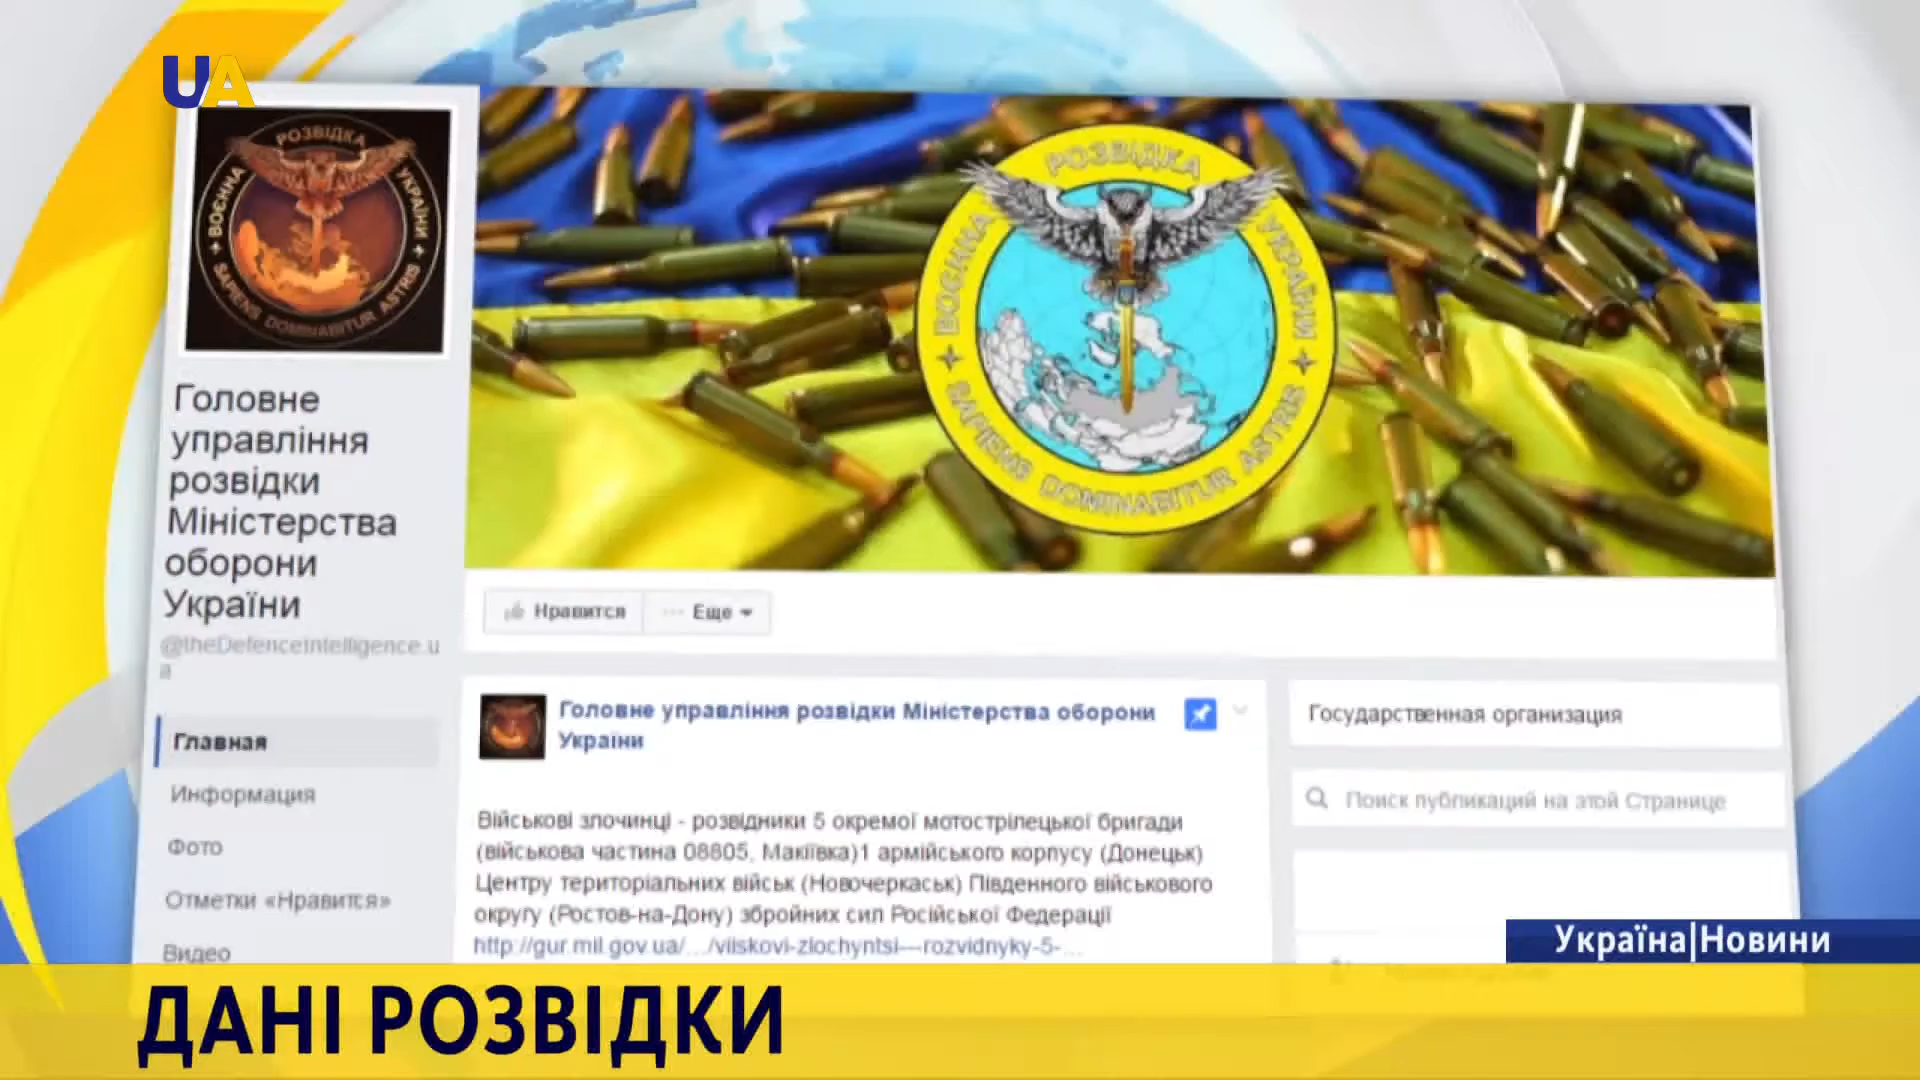 UA
РОЗВІДКА
ВОЄННА
УКРАЇНИ
SAPIENS DOMINABITUR ASTRIS
РОЗВІДКА
ВОЄННА
УКРАЇНИ
SAPIENS DOMINABITUR ASTRIS
Головне
управління
розвідки
Міністерства
оборони
України
@theDefenceIntelligence.u
a
Нравится
Еще
Главная
Информация
Фото
Отметки «Нравится»
Видео
Головне управління розвідки Міністерства оборони
України
Військові злочинці - розвідники 5 окремої мотострілецької бригади
(військова частина 08805, Макіївка)1 армійського корпусу (Донецьк)
Центру територіальних військ (Новочеркаськ) Південного військового
округу (Ростов-на-Дону) збройних сил Російської Федерації
http://gur.mil.gov.ua/…/viiskovi-zlochyntsi—rozvidnyky-5-…
Государственная организация
Поиск публикаций на этой Странице
Україна|Новини
ДАНІ РОЗВІДКИ